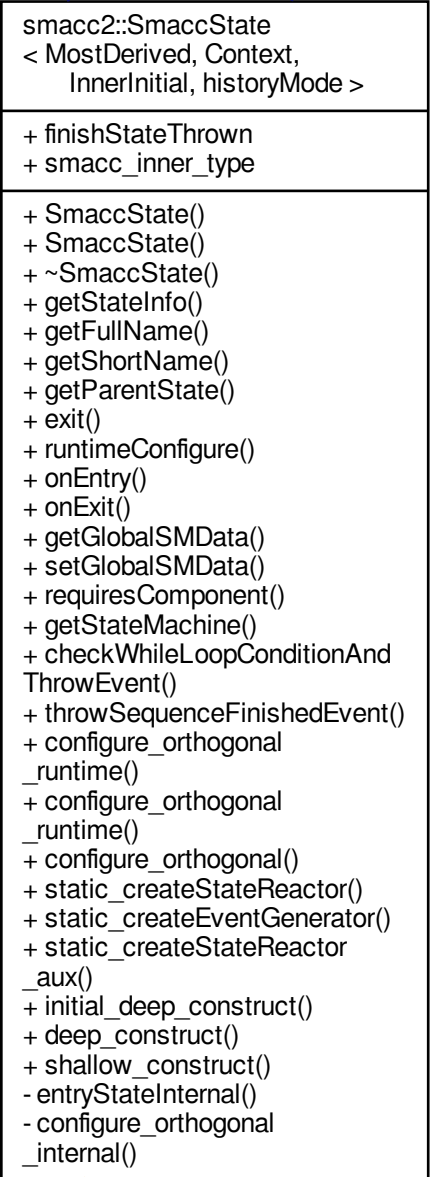 smacc2::SmaccState
< MostDerived, Context,
InnerInitial, historyMode >
+ finishStateThrown
+ smacc_inner_type
+ SmaccState()
+ SmaccState()
+ ~SmaccState()
+ getStateInfo()
+ getFullName()
+ getShortName()
+ getParentState()
+ exit()
+ runtimeConfigure()
+ onEntry()
+ onExit()
+ getGlobalSMData()
+ setGlobalSMData()
+ requiresComponent()
+ getStateMachine()
+ checkWhileLoopConditionAnd
ThrowEvent()
+ throwSequenceFinishedEvent()
+ configure_orthogonal
_runtime()
+ configure_orthogonal
_runtime()
+ configure_orthogonal()
+ static_createStateReactor()
+ static_createEventGenerator()
+ static_createStateReactor
_aux()
+ initial_deep_construct()
+ deep_construct()
+ shallow_construct()
- entryStateInternal()
- configure_orthogonal
_internal()